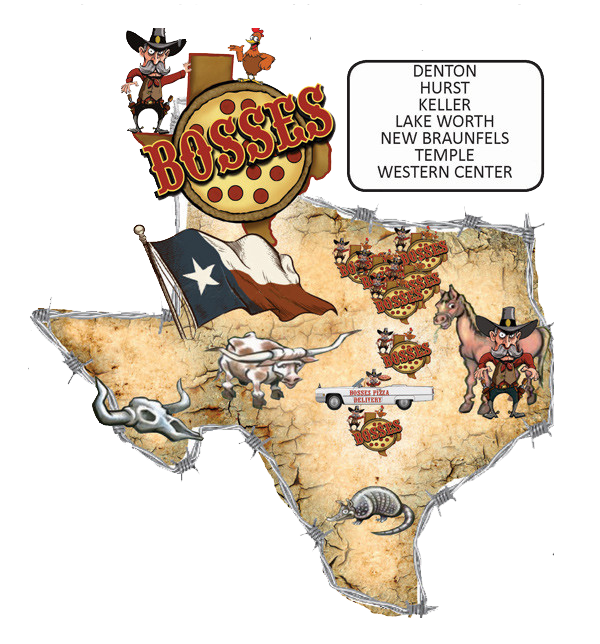 BOSSES
DENTON
HURST
KELLER
LAKE WORTH
NEW BRAUNFELS
TEMPLE
WESTERN CENTER
BOSSES
BOSSES
BOSSES
BOSSES
BOSSES
BOSSES PIZZA
DELIVERY
BOSSES